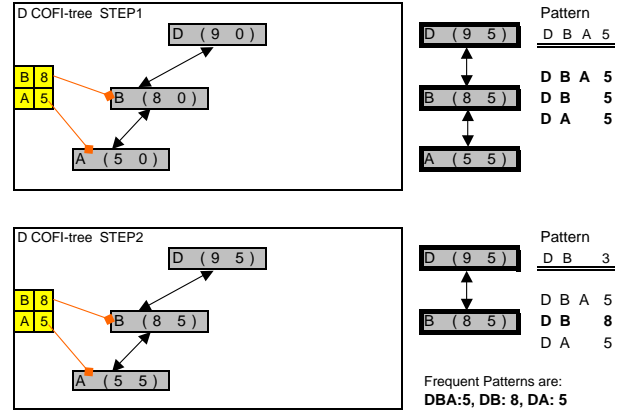 D COFI-tree STEP1
D ( 9 0 )
B 8
A 5
B ( 8 0 )
A ( 5 0 )
D ( 9 5 )
B ( 8 5 )
A ( 5 5 )
Pattern
D B A 5
D B A 5
D B 5
D A 5
D COFI-tree STEP2
D ( 9 5 )
B 8
A 5
B ( 8 5 )
A ( 5 5 )
D ( 9 5 )
B ( 8 5 )
Pattern
D B 3
D B A 5
D B 8
D A 5
Frequent Patterns are:
DBA:5, DB: 8, DA: 5